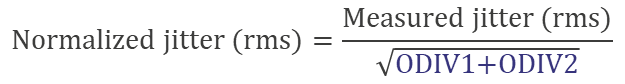 Normalized jitter (rms) = Measured jitter (rms) / √ODIV1+ODIV2